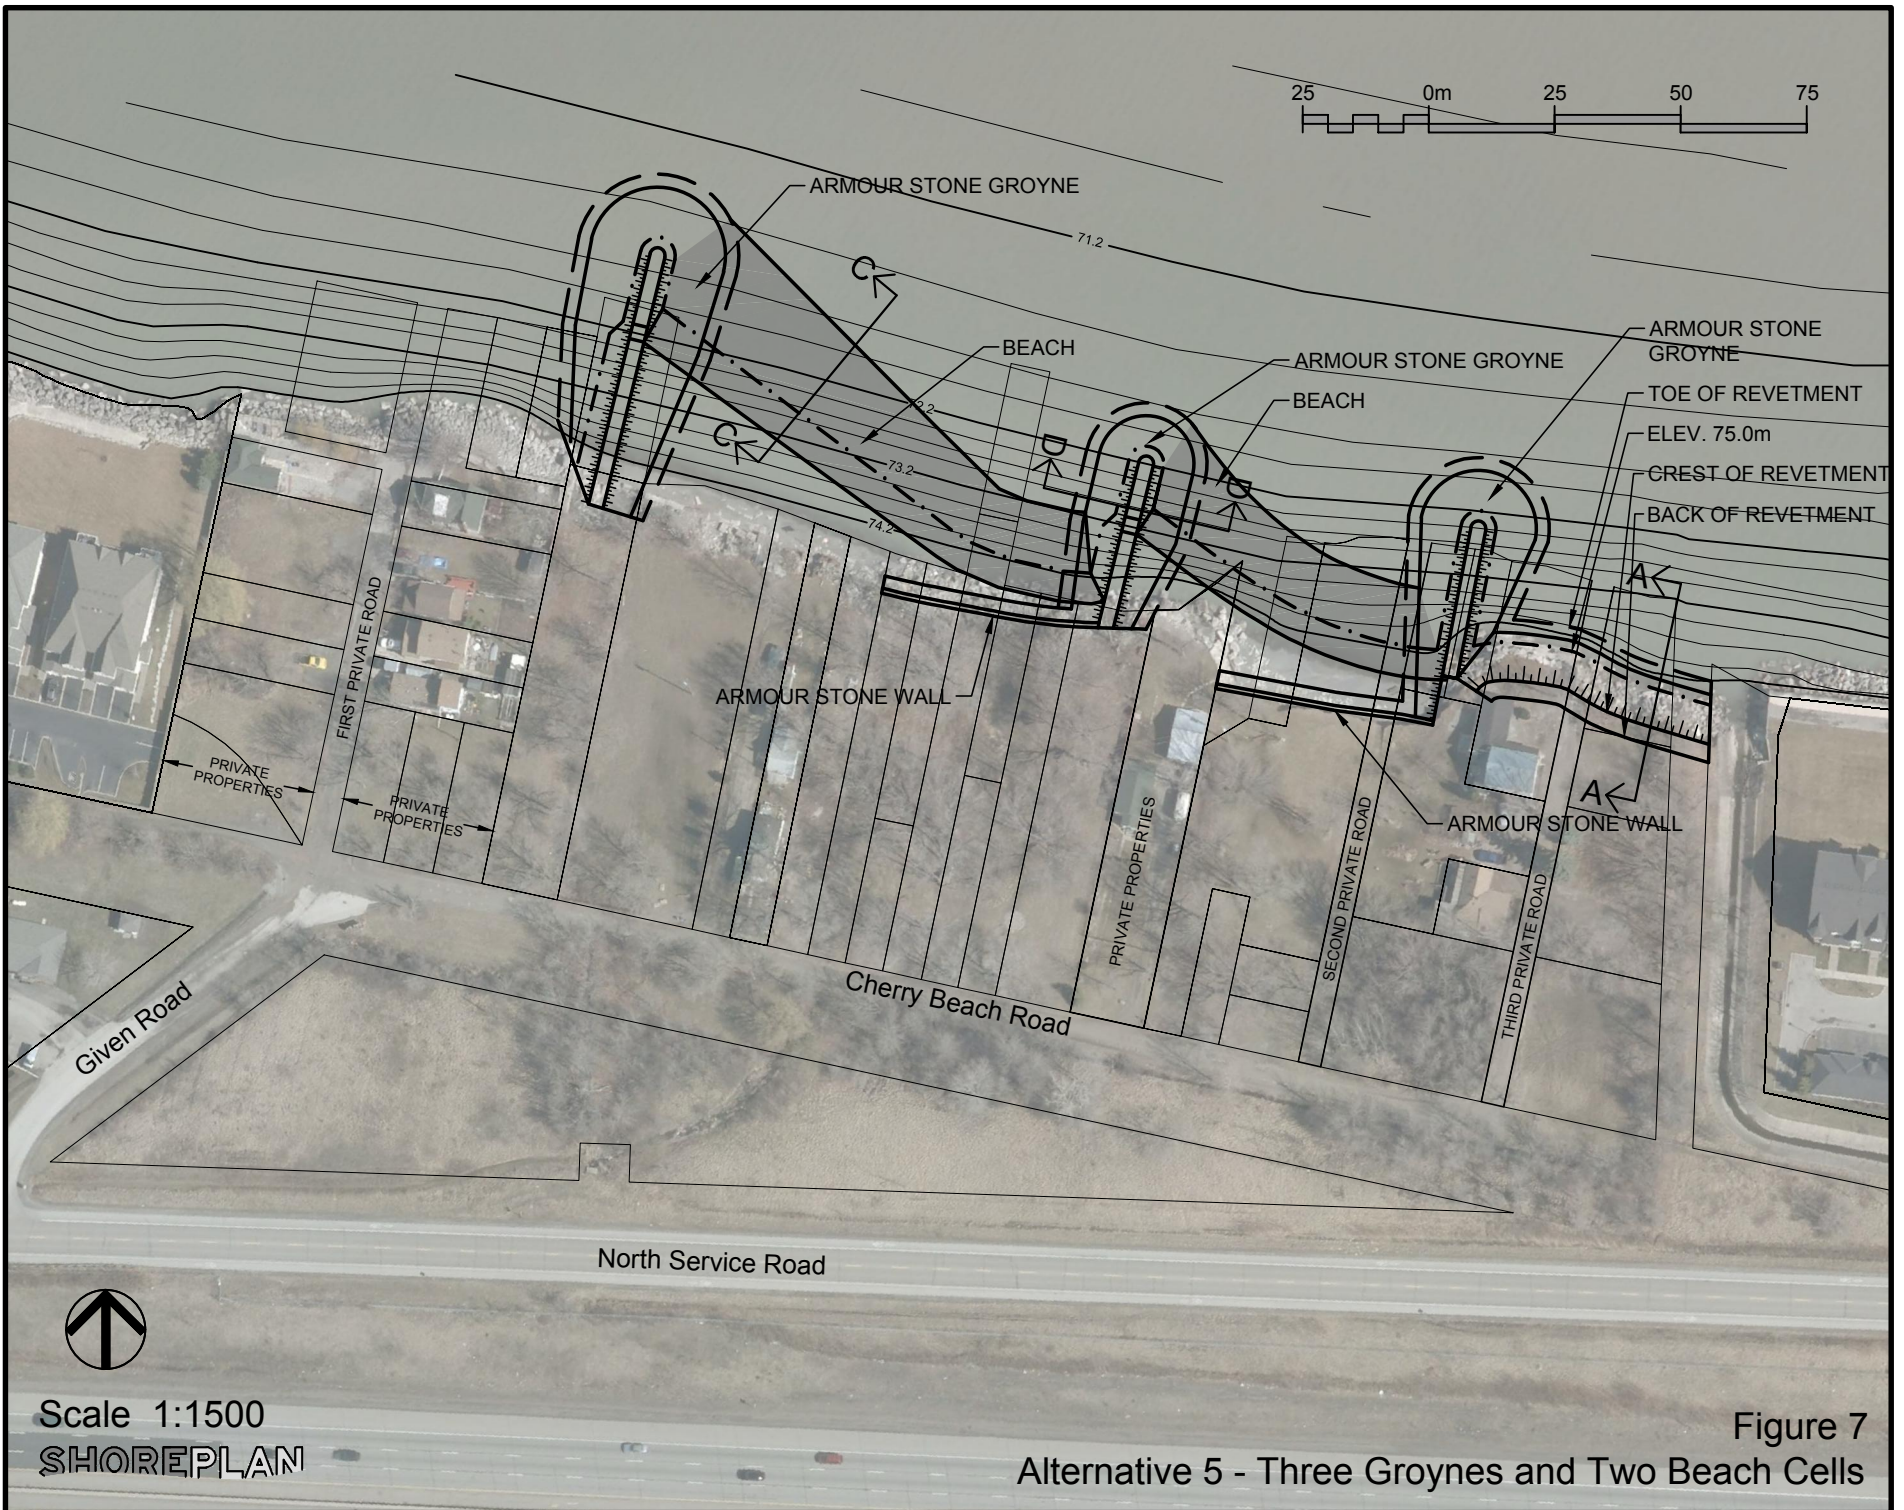 25 0m 25 50 75
ARMOUR STONE GROYNE
71.2
C
BEACH
ARMOUR STONE GROYNE
ARMOUR STONE
GROYNE
TOE OF REVETMENT
BEACH
72.2
ELEV. 75.0m
C
D
73.2
CREST OF REVETMENT
D
BACK OF REVETMENT
74.2
A
ARMOUR STONE WALL
FIRST PRIVATE ROAD
PRIVATE
PROPERTIES
PRIVATE
PROPERTIES
A
ARMOUR STONE WALL
PRIVATE PROPERTIES
SECOND PRIVATE ROAD
THIRD PRIVATE ROAD
Cherry Beach Road
Given Road
North Service Road
Scale 1:1500
SHOREPLAN
Figure 7
Alternative 5 - Three Groynes and Two Beach Cells